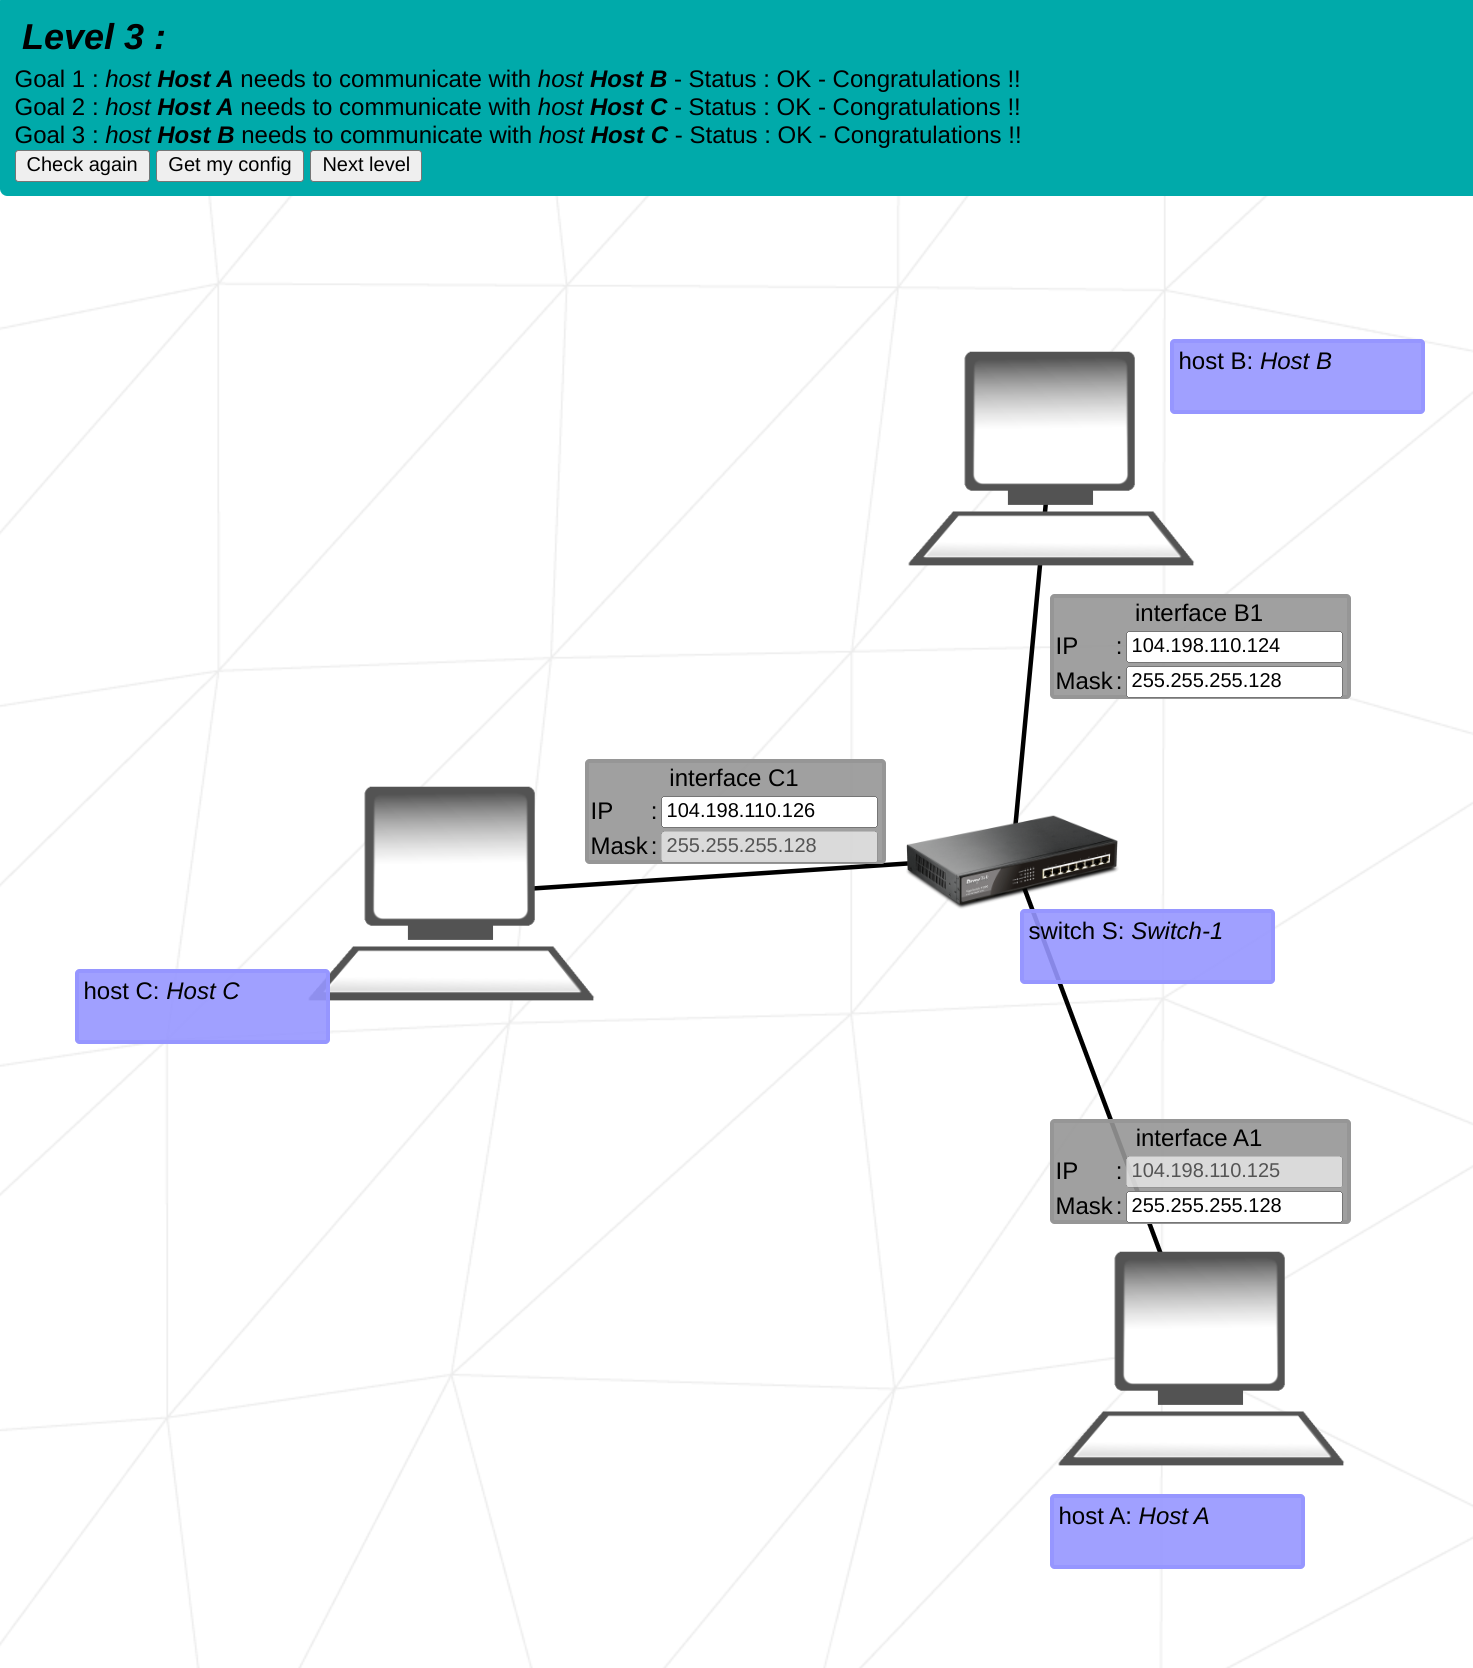 Level 3 :
Goal 1 : host Host A needs to communicate with host Host B - Status : OK - Congratulations !!
Goal 2 : host Host A needs to communicate with host Host C - Status : OK - Congratulations !!
Goal 3 : host Host B needs to communicate with host Host C - Status : OK - Congratulations !!
Check again Get my config Next level
host B: Host B
interface B1
IP : 104.198.110.124
Mask : 255.255.255.128
interface C1
IP : 104.198.110.126
Mask : 255.255.255.128
switch S: Switch-1
host C: Host C
interface A1
IP : 104.198.110.125
Mask : 255.255.255.128
host A: Host A